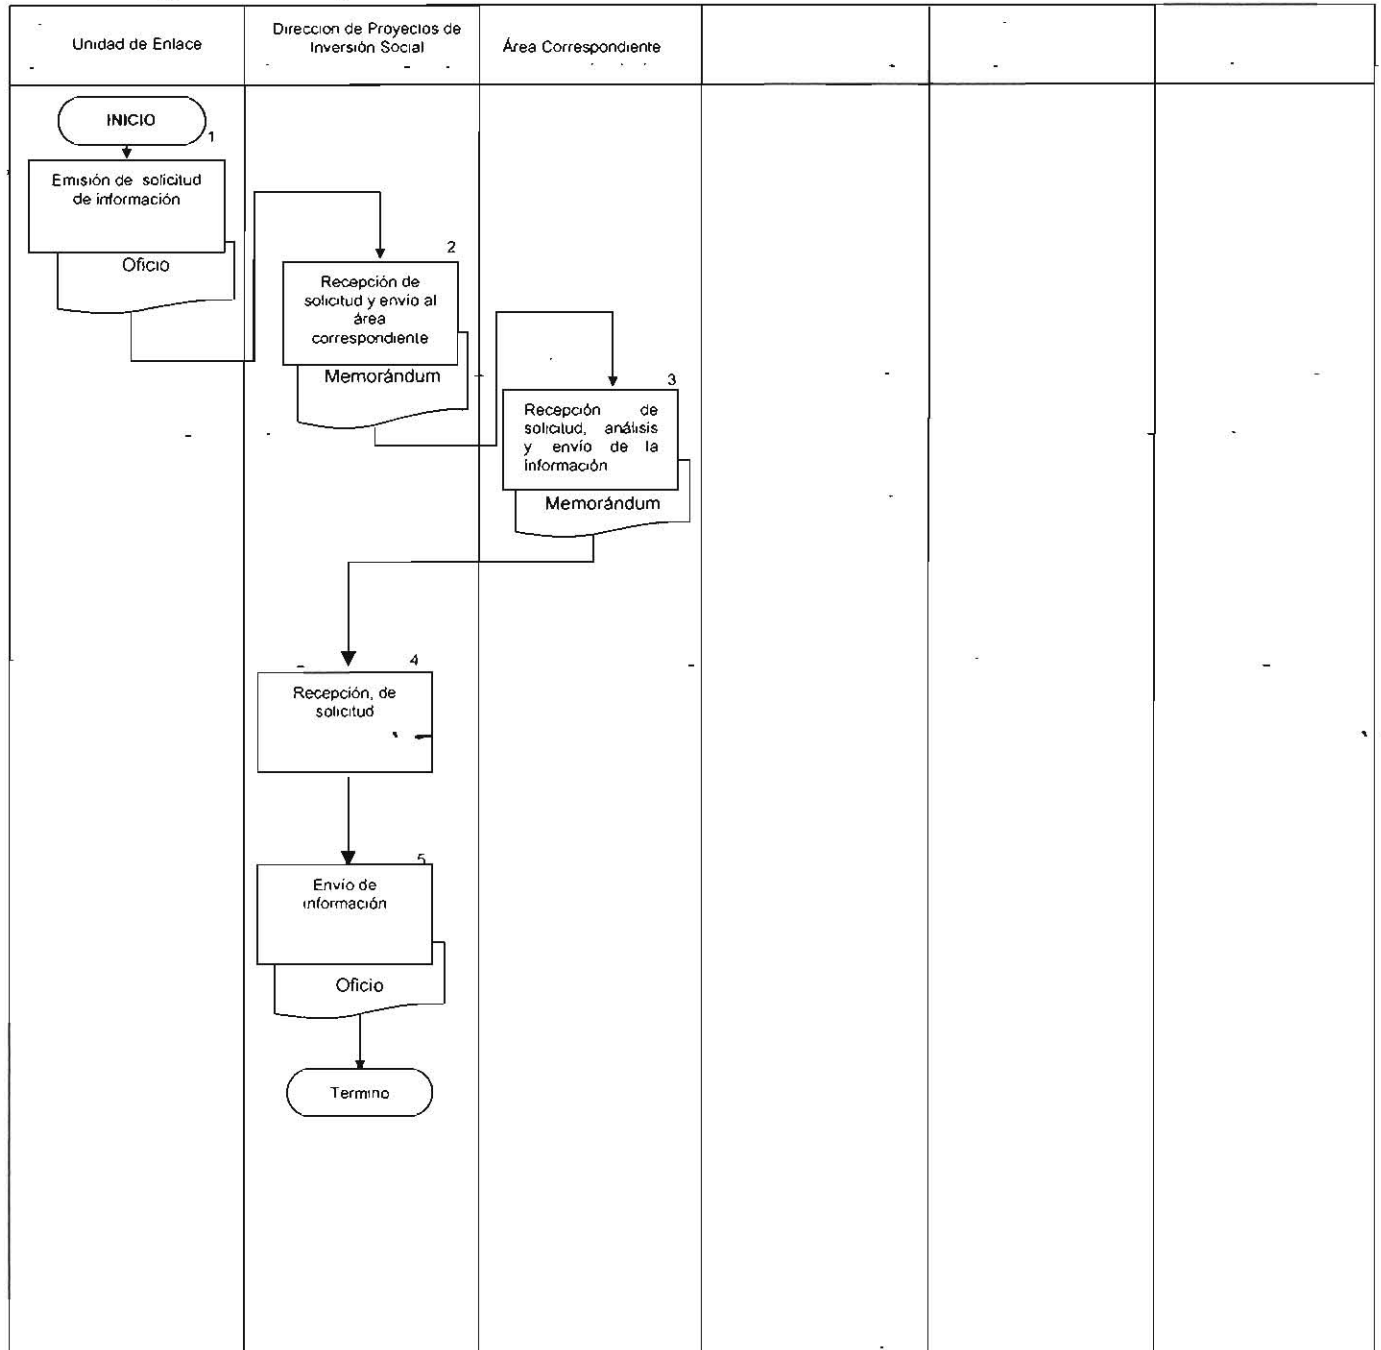 Unidad de Enlace
Direccion de Proyectos de
Inversión Social
Área Correspondiente
INICIO
1
Emisión de solicitud
de información
Oficio
2
Recepción de
solicitud y envio al
área
correspondiente
Memorándum
3
Recepción de
solicitud, análisis
y envío de la
información
Memorándum
4
Recepción, de
solicitud
5
Envío de
información
Oficio
Termino